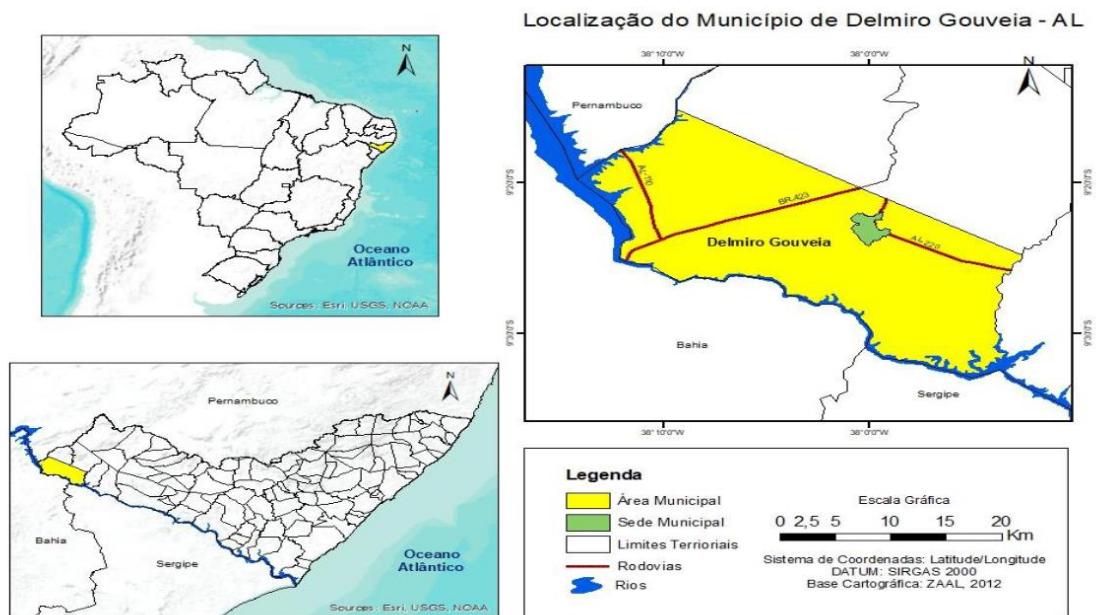 Localização do Município de Delmiro Gouveia - AL
N
Oceano
Atlântico
Sources: Esri, USGS, NOAA
38°10'0"W
38°0'0"W
N
Pernambuco
AL-110
BR-423
AL-220
Delmiro Gouveia
Bahia
Sergipe
9°20'0"S
9°20'0"S
9°30'0"S
9°30'0"S
38°10'0"W
38°0'0"W
N
Pernambuco
Bahia
Sergipe
Oceano
Atlântico
Sources: Esri, USGS, NOAA
Legenda
Área Municipal
Sede Municipal
Limites Terrioriais
Rodovias
Rios
Escala Gráfica
0 2,5 5 10 15 20
Km
Sistema de Coordenadas: Latitude/Longitude
DATUM: SIRGAS 2000
Base Cartográfica: ZAAL, 2012